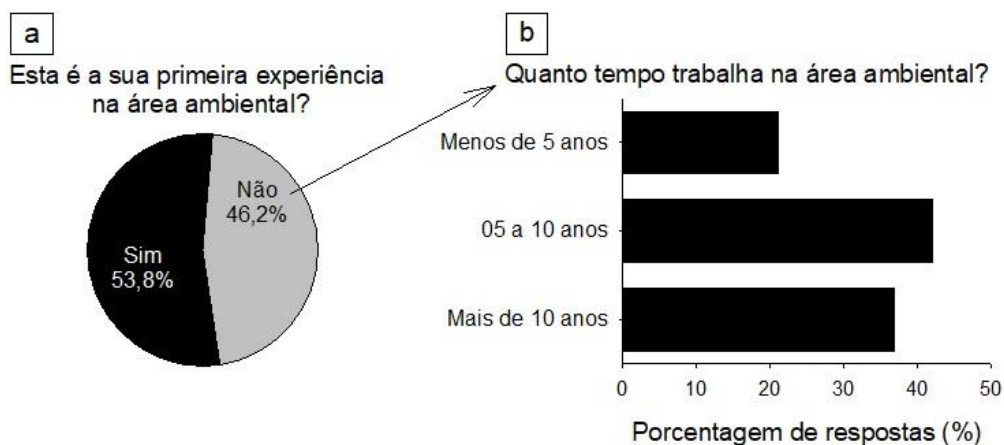 a
Esta é a sua primeira experiência
na área ambiental?
Não
46,2%
Sim
53,8%
b
Quanto tempo trabalha na área ambiental?
Menos de 5 anos
05 a 10 anos
Mais de 10 anos
0 10 20 30 40 50
Porcentagem de respostas (%)